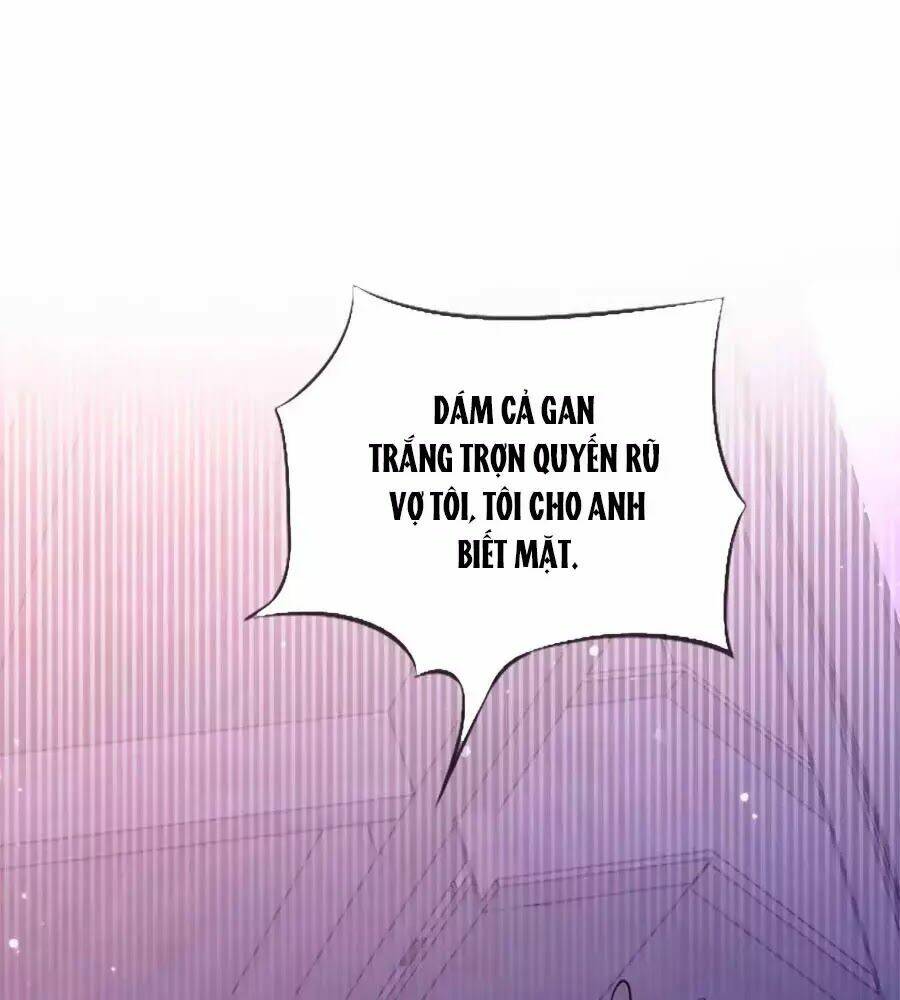 DÁM CẢ GAN
TRẮNG TRỢN QUYẾN RŨ
VỢ TÔI, TÔI CHO ANH
BIẾT MẶT.